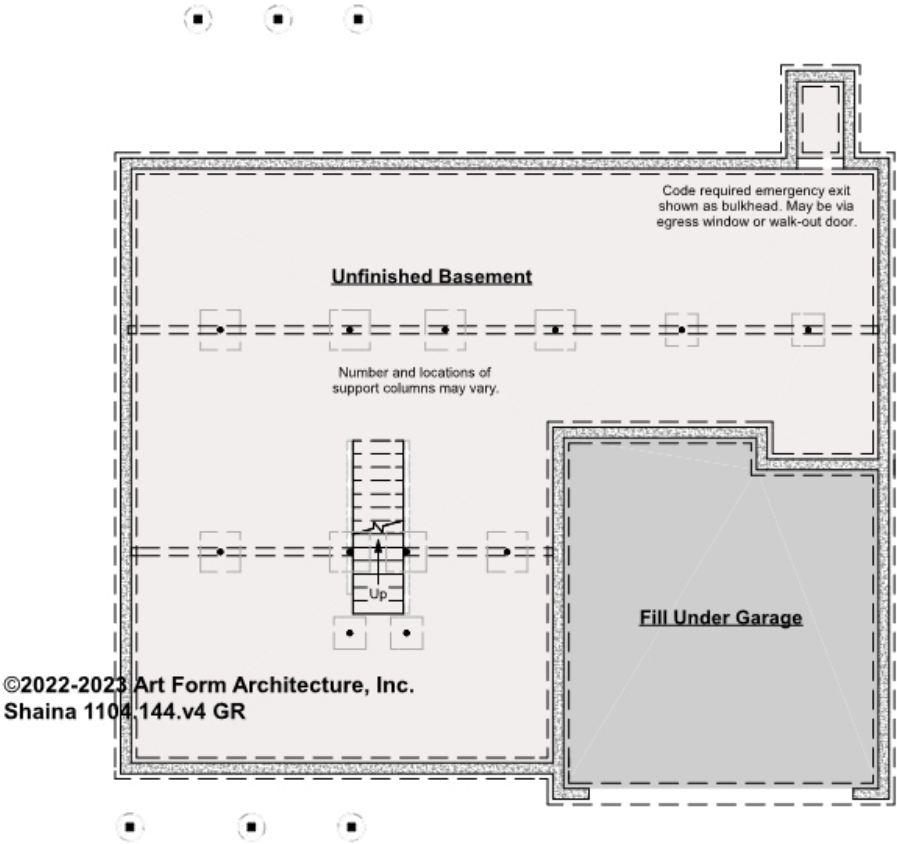 Code required emergency exit
shown as bulkhead. May be via
egress window or walk-out door.
Unfinished Basement
Number and locations of
support columns may vary.
Up
Fill Under Garage
©2022-2023 Art Form Architecture, Inc.
Shaina 1104.144.v4 GR